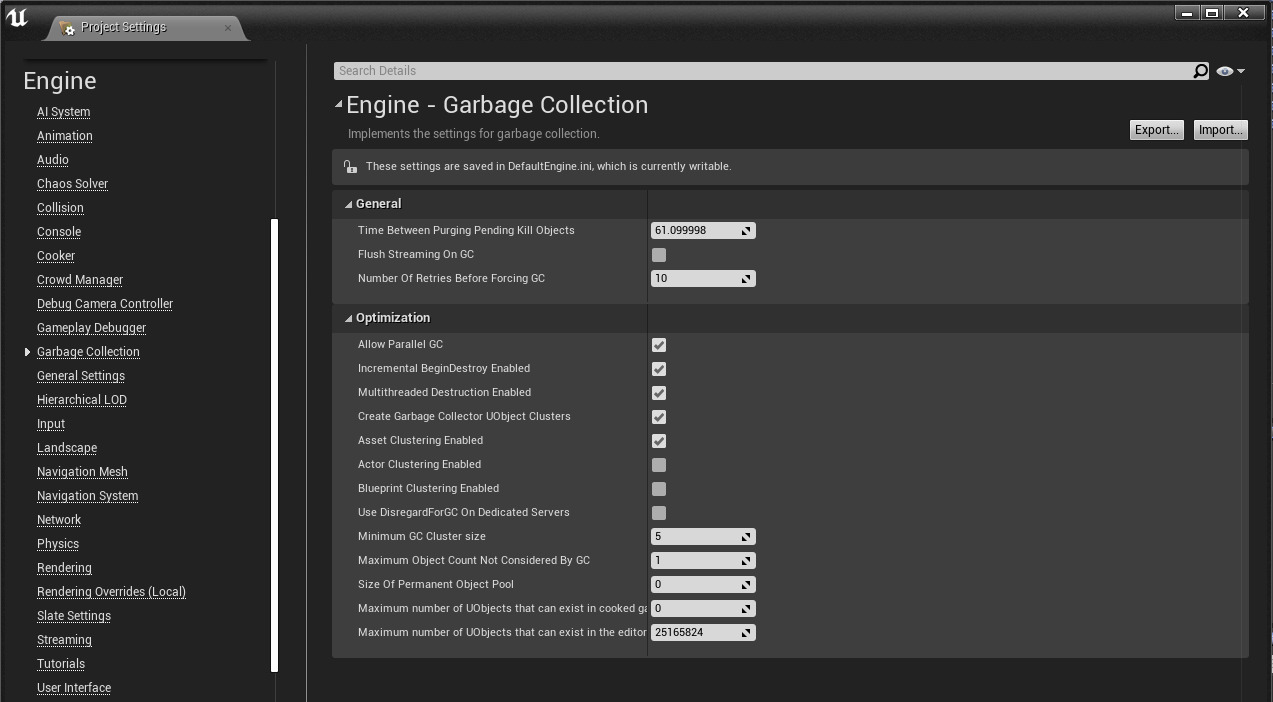 Project Settings
Engine
AI System
Animation
Audio
Chaos Solver
Collision
Console
Cooker
Crowd Manager
Debug Camera Controller
Gameplay Debugger
Garbage Collection
General Settings
Hierarchical LOD
Input
Landscape
Navigation Mesh
Navigation System
Network
Physics
Rendering
Rendering Overrides (Local)
Slate Settings
Streaming
Tutorials
User Interface
Search Details
Engine - Garbage Collection
Implements the settings for garbage collection.
Export... Import...
These settings are saved in DefaultEngine.ini, which is currently writable.
General
Time Between Purging Pending Kill Objects 61.099998
Flush Streaming On GC
Number Of Retries Before Forcing GC 10
Optimization
Allow Parallel GC
Incremental BeginDestroy Enabled
Multithreaded Destruction Enabled
Create Garbage Collector UObject Clusters
Asset Clustering Enabled
Actor Clustering Enabled
Blueprint Clustering Enabled
Use DisregardForGC On Dedicated Servers
Minimum GC Cluster size 5
Maximum Object Count Not Considered By GC 1
Size Of Permanent Object Pool 0
Maximum number of UObjects that can exist in cooked ga 0
Maximum number of UObjects that can exist in the editor 25165824